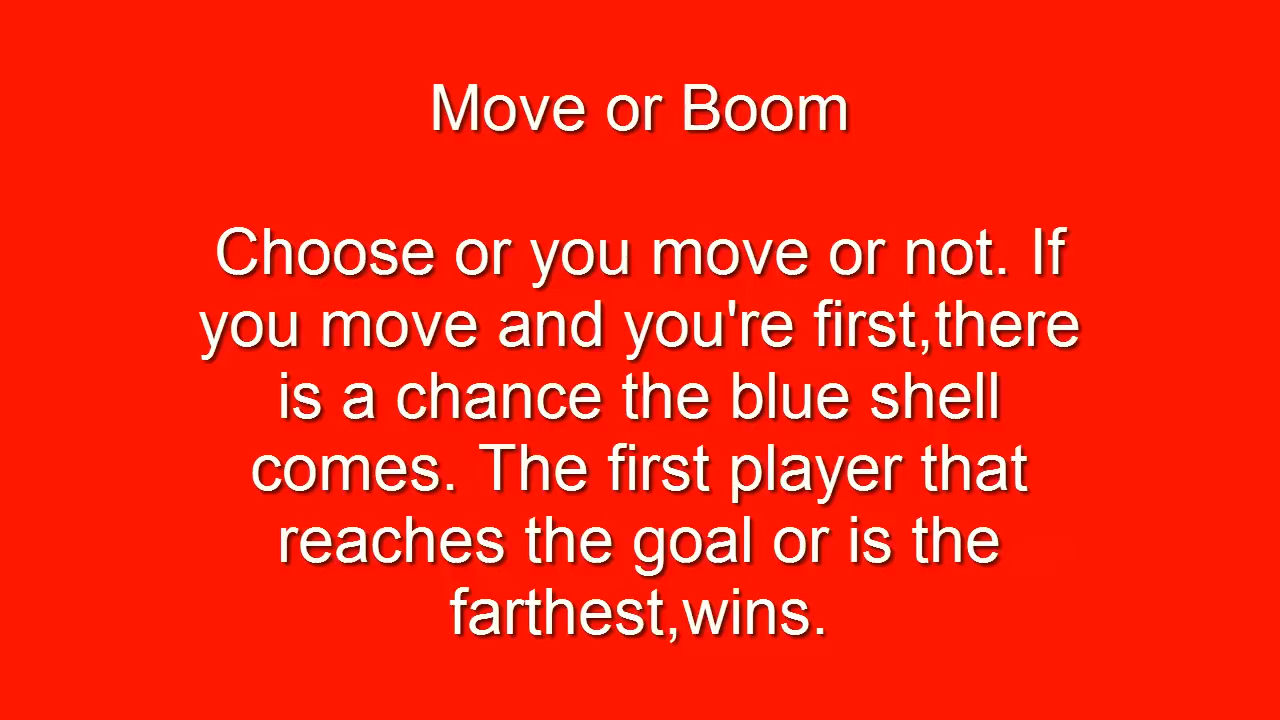 Move or Boom
Choose or you move or not. If
you move and you're first,there
is a chance the blue shell
comes. The first player that
reaches the goal or is the
farthest,wins.